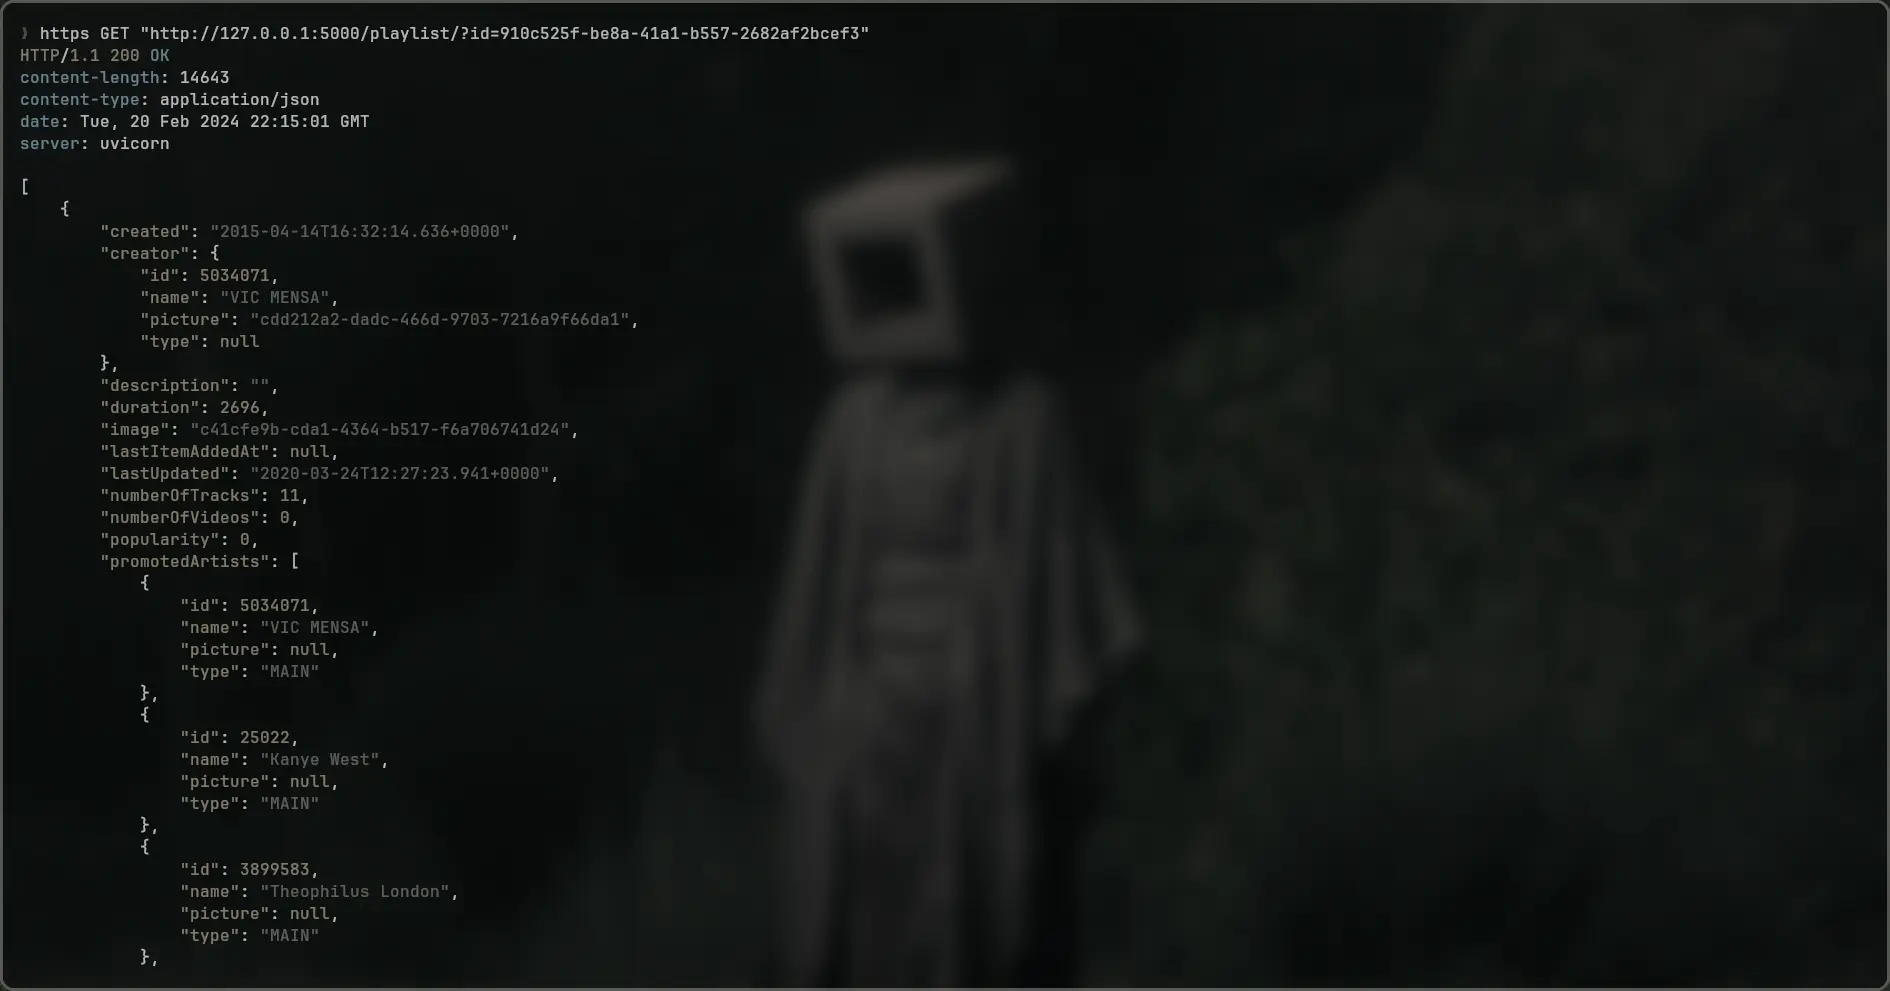 ❯ https GET "http://127.0.0.1:5000/playlist/?id=910c525f-be8a-41a1-b557-2682af2bcef3"
HTTP/1.1 200 OK
content-length: 14643
content-type: application/json
date: Tue, 20 Feb 2024 22:15:01 GMT
server: uvicorn

[
    {
        "created": "2015-04-14T16:32:14.636+0000",
        "creator": {
            "id": 5034071,
            "name": "VIC MENSA",
            "picture": "cdd212a2-dadc-466d-9703-7216a9f66da1",
            "type": null
        },
        "description": "",
        "duration": 2696,
        "image": "c41cfe9b-cda1-4364-b517-f6a706741d24",
        "lastItemAddedAt": null,
        "lastUpdated": "2020-03-24T12:27:23.941+0000",
        "numberOfTracks": 11,
        "numberOfVideos": 0,
        "popularity": 0,
        "promotedArtists": [
            {
                "id": 5034071,
                "name": "VIC MENSA",
                "picture": null,
                "type": "MAIN"
            },
            {
                "id": 25022,
                "name": "Kanye West",
                "picture": null,
                "type": "MAIN"
            },
            {
                "id": 3899583,
                "name": "Theophilus London",
                "picture": null,
                "type": "MAIN"
            },